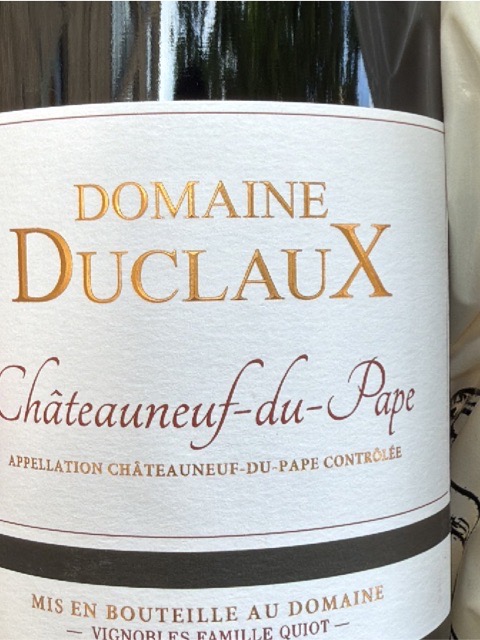 DOMAINE
DUCLAUX
Châteauneuf-du-Pape
APPELLATION CHÂTEAUNEUF-DU-PAPE CONTRÔLÉE
MIS EN BOUTEILLE AU DOMAINE
— VIGNOBLES FAMILLE QUIOT —